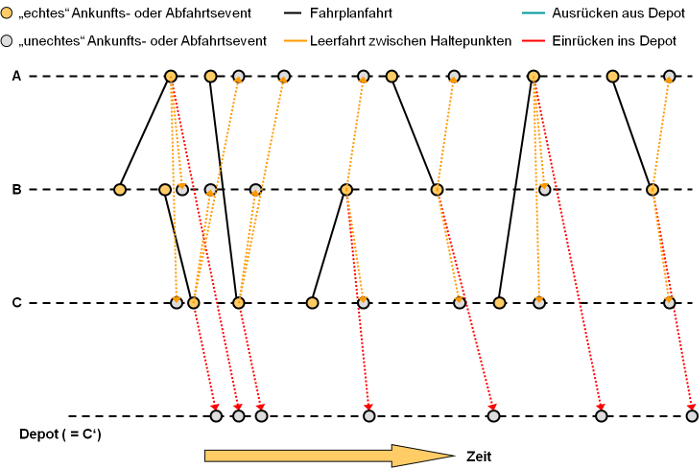 „echtes“ Ankunfts- oder Abfahrtsevent
Fahrplanfahrt
Ausrücken aus Depot
„unechtes“ Ankunfts- oder Abfahrtsevent
Leerfahrt zwischen Haltepunkten
Einrücken ins Depot
A
B
C
Depot ( = C‘)
Zeit